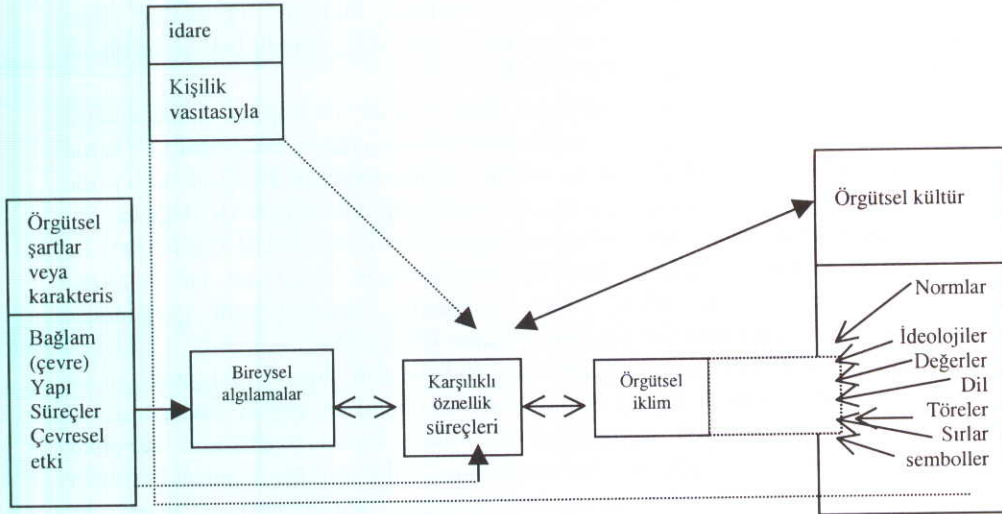 idare
Kişilik
vasıtasıyla
Örgütsel
şartlar
veya
karakteris
Bağlam
(çevre)
Yapı
Süreçler
Çevresel
etki
Bireysel
algılamalar
Karşılıklı
öznellik
süreçleri
Örgütsel
iklim
Örgütsel kültür
Normlar
İdeolojiler
Değerler
Dil
Töreler
Sırlar
semboller